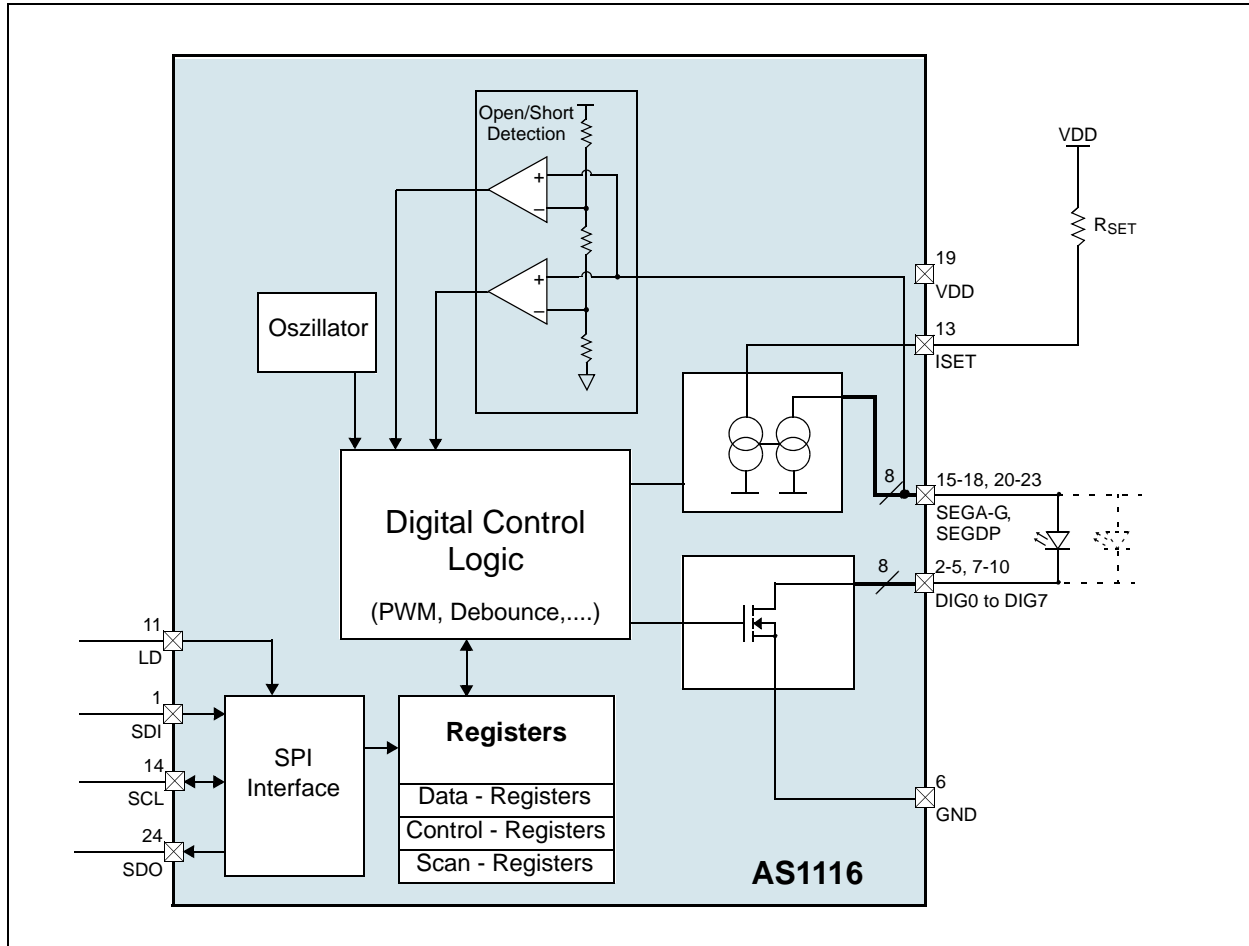 Open/Short
Detection
+
−
+
−
VDD
RSET
19
VDD
Oszillator
13
ISET
8
15-18, 20-23
SEGA-G,
SEGDP
Digital Control
Logic
(PWM, Debounce,....)
8
2-5, 7-10
DIG0 to DIG7
11
LD
1
SDI
14
SCL
24
SDO
SPI
Interface
Registers
Data - Registers
Control - Registers
Scan - Registers
6
GND
AS1116